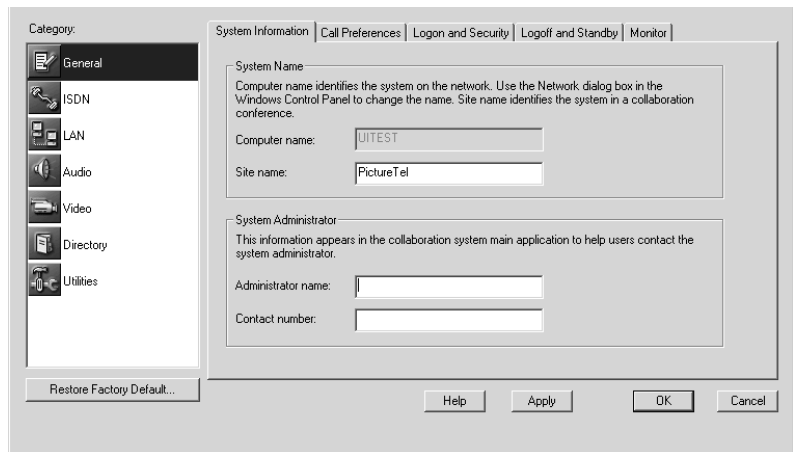 Category:
General
ISDN
LAN
Audio
Video
Directory
Utilities
Restore Factory Default...
System Information
Call Preferences
Logon and Security
Logoff and Standby
Monitor
System Name
Computer name identifies the system on the network. Use the Network dialog box in the
Windows Control Panel to change the name. Site name identifies the system in a collaboration
conference.
Computer name: UITEST
Site name: PictureTel
System Administrator
This information appears in the collaboration system main application to help users contact the
system administrator.
Administrator name:
Contact number:
Help
Apply
OK
Cancel